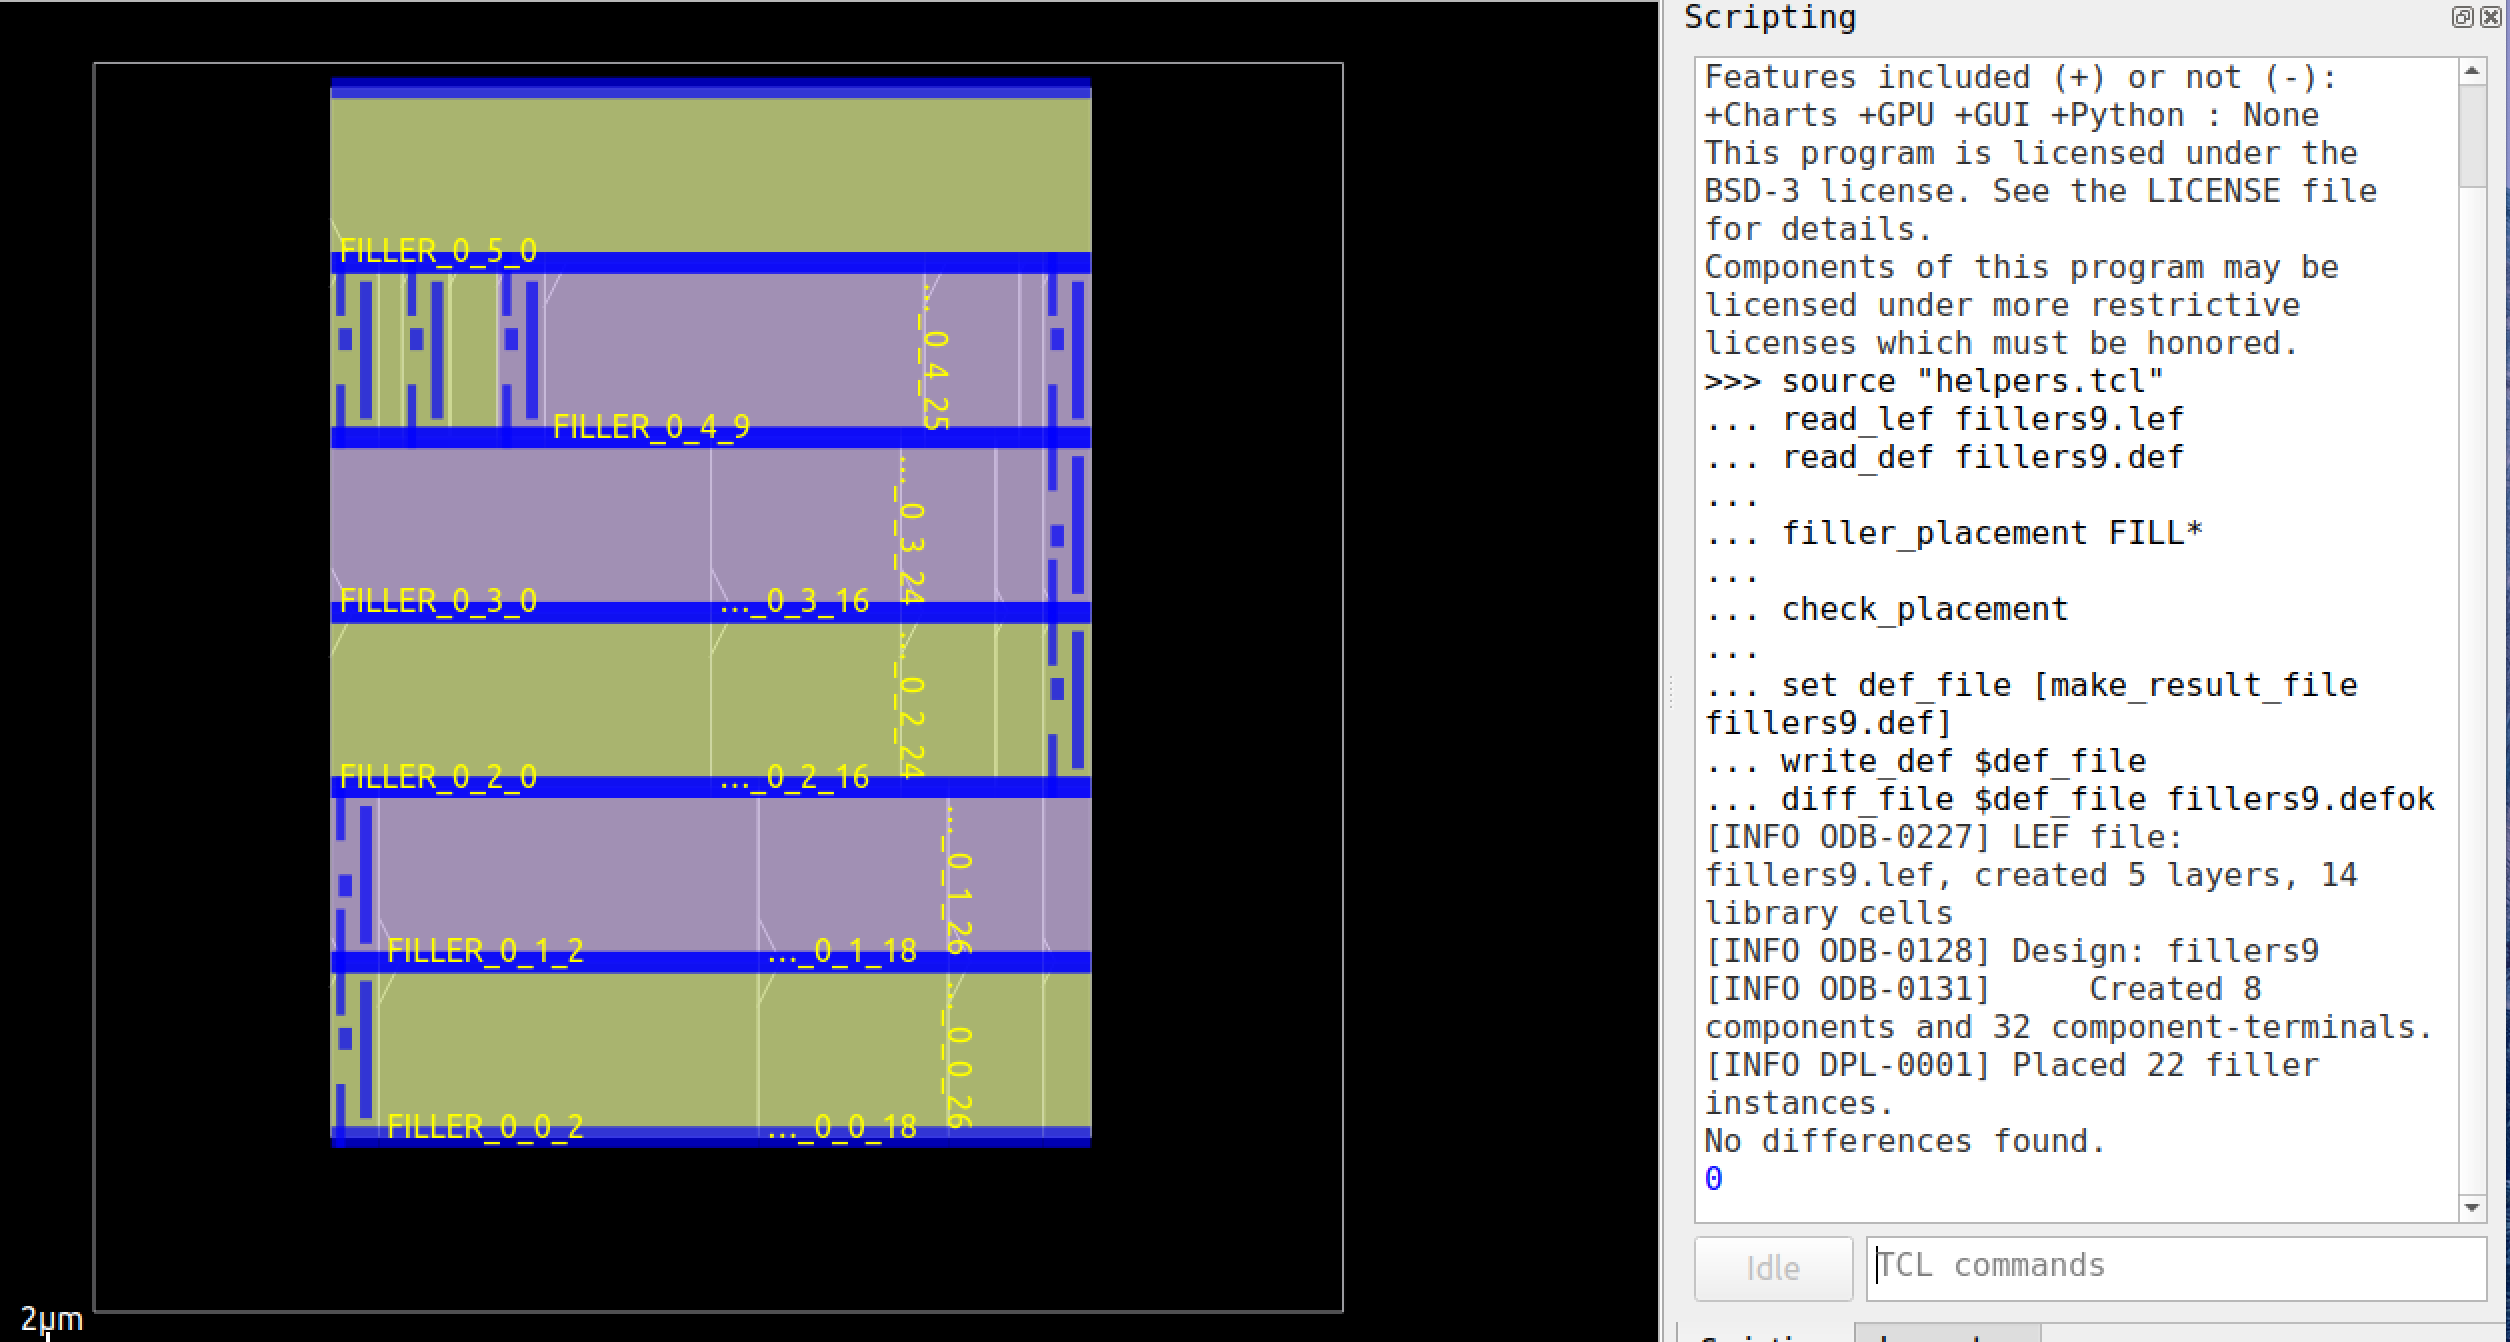 Scripting
Features included (+) or not (-):
+Charts +GPU +GUI +Python : None
This program is licensed under the
BSD-3 license. See the LICENSE file
for details.
Components of this program may be
licensed under more restrictive
licenses which must be honored.
>>> source "helpers.tcl"
... read_lef fillers9.lef
... read_def fillers9.def
...
... filler_placement FILL*
...
... check_placement
...
... set def_file [make_result_file
fillers9.def]
... write_def $def_file
... diff_file $def_file fillers9.defok
[INFO ODB-0227] LEF file:
fillers9.lef, created 5 layers, 14
library cells
[INFO ODB-0128] Design: fillers9
[INFO ODB-0131]     Created 8
components and 32 component-terminals.
[INFO DPL-0001] Placed 22 filler
instances.
No differences found.
0
Idle
TCL commands
FILLER_0_5_0
..._0_4_25
FILLER_0_4_9
..._0_3_24
FILLER_0_3_0
..._0_3_16
..._0_2_24
FILLER_0_2_0
..._0_2_16
..._0_1_26
FILLER_0_1_2
..._0_1_18
..._0_0_26
FILLER_0_0_2
..._0_0_18
2µm